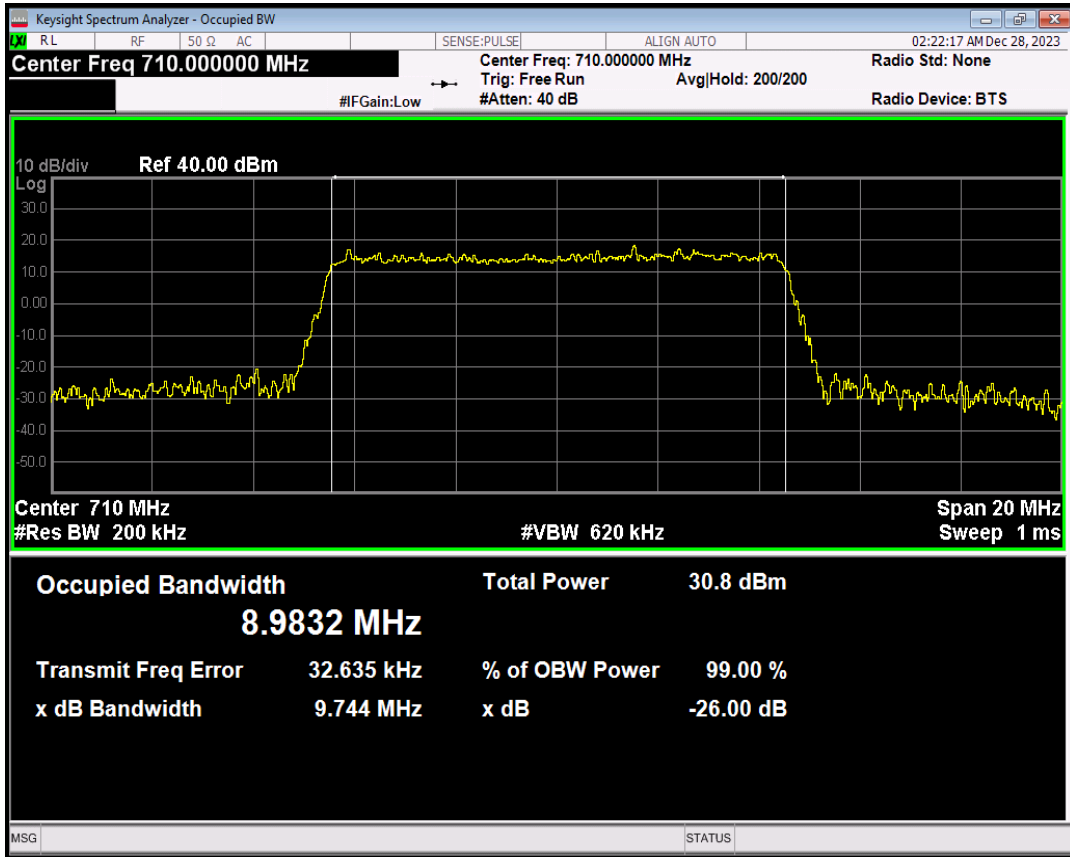 Keysight Spectrum Analyzer - Occupied BW
LXI RL RF 50 Ω AC SENSE:PULSE ALIGN AUTO 02:22:17 AM Dec 28, 2023
Center Freq 710.000000 MHz Center Freq: 710.000000 MHz Radio Std: None
Trig: Free Run Avg|Hold: 200/200
#IFGain:Low #Atten: 40 dB Radio Device: BTS
10 dB/div Ref 40.00 dBm
Log
30.0
20.0
10.0
0.00
-10.0
-20.0
-30.0
-40.0
-50.0
Center 710 MHz Span 20 MHz
#Res BW 200 kHz #VBW 620 kHz Sweep 1 ms
Occupied Bandwidth Total Power 30.8 dBm
8.9832 MHz
Transmit Freq Error 32.635 kHz % of OBW Power 99.00 %
x dB Bandwidth 9.744 MHz x dB -26.00 dB
MSG STATUS